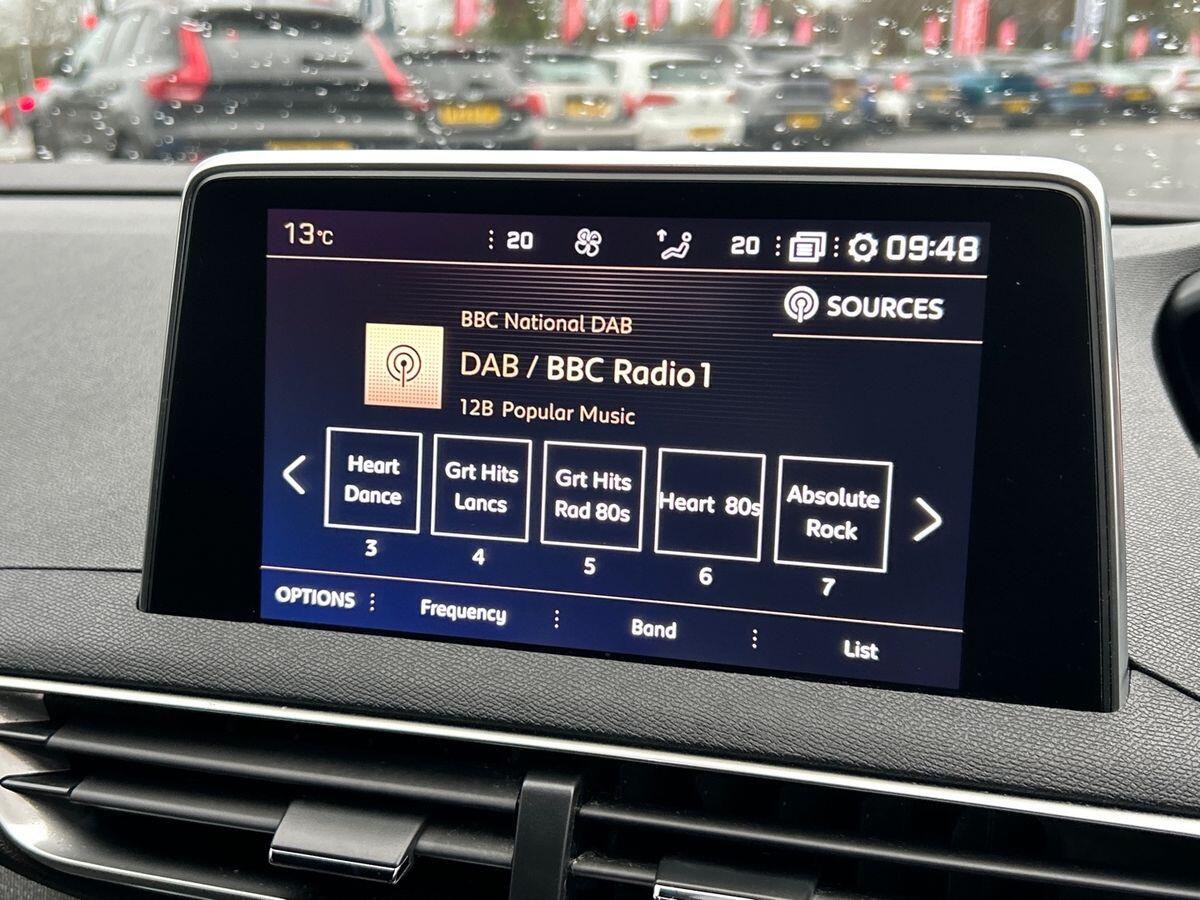 13°C 20 20 09:48
SOURCES
BBC National DAB
DAB / BBC Radio 1
12B Popular Music
Heart
Dance
3
Grt Hits
Lancs
4
Grt Hits
Rad 80s
5
Heart 80s
6
Absolute
Rock
7
OPTIONS Frequency Band List